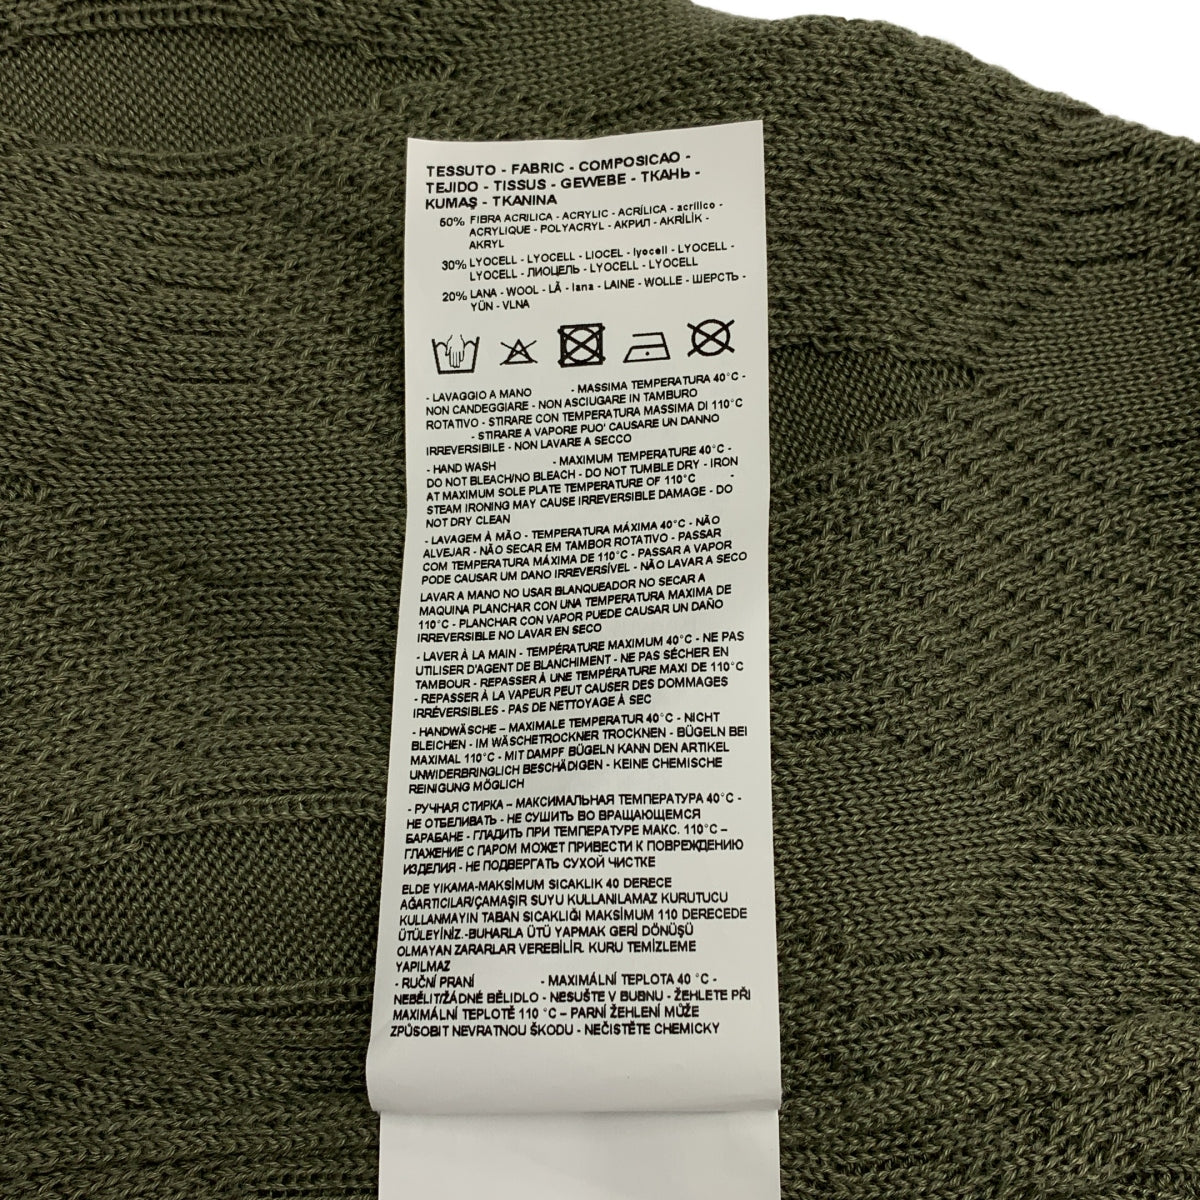 TESSUTO - FABRIC - COMPOSICAO -
TEJIDO - TISSUS - GEWEBE - ТКАНЬ -
KUMAŞ - TKANINA
50% FIBRA ACRILICA - ACRYLIC - ACRÍLICA - acrílico -
ACRYLIQUE - POLYACRYL - АКРИЛ - AKRİLİK -
AKRYL
30% LYOCELL - LYOCELL - LIOCEL - lyocell - LYOCELL -
LYOCELL - ЛИОЦЕЛЬ - LYOCELL - LYOCELL
20% LANA - WOOL - LÃ - lana - LAINE - WOLLE - ШЕРСТЬ -
YÜN - VLNA
- LAVAGGIO A MANO - MASSIMA TEMPERATURA 40°C -
NON CANDEGGIARE - NON ASCIUGARE IN TAMBURO
ROTATIVO - STIRARE CON TEMPERATURA MASSIMA DI 110°C
- STIRARE A VAPORE PUO' CAUSARE UN DANNO
IRREVERSIBILE - NON LAVARE A SECCO
- HAND WASH - MAXIMUM TEMPERATURE 40°C -
DO NOT BLEACH/NO BLEACH - DO NOT TUMBLE DRY - IRON
AT MAXIMUM SOLE PLATE TEMPERATURE OF 110°C -
STEAM IRONING MAY CAUSE IRREVERSIBLE DAMAGE - DO
NOT DRY CLEAN
- LAVAGEM À MÃO - TEMPERATURA MÁXIMA 40°C - NÃO
ALVEJAR - NÃO SECAR EM TAMBOR ROTATIVO - PASSAR
COM TEMPERATURA MÁXIMA DE 110°C - PASSAR A VAPOR
PODE CAUSAR UM DANO IRREVERSÍVEL - NÃO LAVAR A SECO
LAVAR A MANO NO USAR BLANQUEADOR NO SECAR A
MAQUINA PLANCHAR CON UNA TEMPERATURA MAXIMA DE
110°C - PLANCHAR CON VAPOR PUEDE CAUSAR UN DAÑO
IRREVERSIBLE NO LAVAR EN SECO
- LAVER À LA MAIN - TEMPÉRATURE MAXIMUM 40°C - NE PAS
UTILISER D'AGENT DE BLANCHIMENT - NE PAS SÉCHER EN
TAMBOUR - REPASSER À UNE TEMPÉRATURE MAXI DE 110°C
- REPASSER À LA VAPEUR PEUT CAUSER DES DOMMAGES
IRRÉVERSIBLES - PAS DE NETTOYAGE À SEC
- HANDWÄSCHE – MAXIMALE TEMPERATUR 40°C - NICHT
BLEICHEN - IM WÄSCHETROCKNER TROCKNEN - BÜGELN BEI
MAXIMAL 110°C - MIT DAMPF BÜGELN KANN DEN ARTIKEL
UNWIDERBRINGLICH BESCHÄDIGEN - KEINE CHEMISCHE
REINIGUNG MÖGLICH
- РУЧНАЯ СТИРКА – МАКСИМАЛЬНАЯ ТЕМПЕРАТУРА 40°C -
НЕ ОТБЕЛИВАТЬ - НЕ СУШИТЬ ВО ВРАЩАЮЩЕМСЯ
БАРАБАНЕ - ГЛАДИТЬ ПРИ ТЕМПЕРАТУРЕ МАКС. 110°C –
ГЛАЖЕНИЕ С ПАРОМ МОЖЕТ ПРИВЕСТИ К ПОВРЕЖДЕНИЮ
ИЗДЕЛИЯ - НЕ ПОДВЕРГАТЬ СУХОЙ ЧИСТКЕ
ELDE YIKAMA-MAKSİMUM SICAKLIK 40 DERECE
AĞARTICILAR/ÇAMAŞIR SUYU KULLANILAMAZ KURUTUCU
KULLANMAYIN TABAN SICAKLIĞI MAKSİMUM 110 DERECEDE
ÜTÜLEYİNİZ.-BUHARLA ÜTÜ YAPMAK GERİ DÖNÜŞÜ
OLMAYAN ZARARLAR VEREBİLİR. KURU TEMİZLEME
YAPILMAZ
- RUČNÍ PRANÍ - MAXIMÁLNÍ TEPLOTA 40 °C -
NEBĚLIT/ŽÁDNÉ BĚLIDLO - NESUŠTE V BUBNU - ŽEHLETE PŘI
MAXIMÁLNÍ TEPLOTĚ 110 °C – PARNÍ ŽEHLENÍ MŮŽE
ZPŮSOBIT NEVRATNOU ŠKODU - NEČISTĚTE CHEMICKY